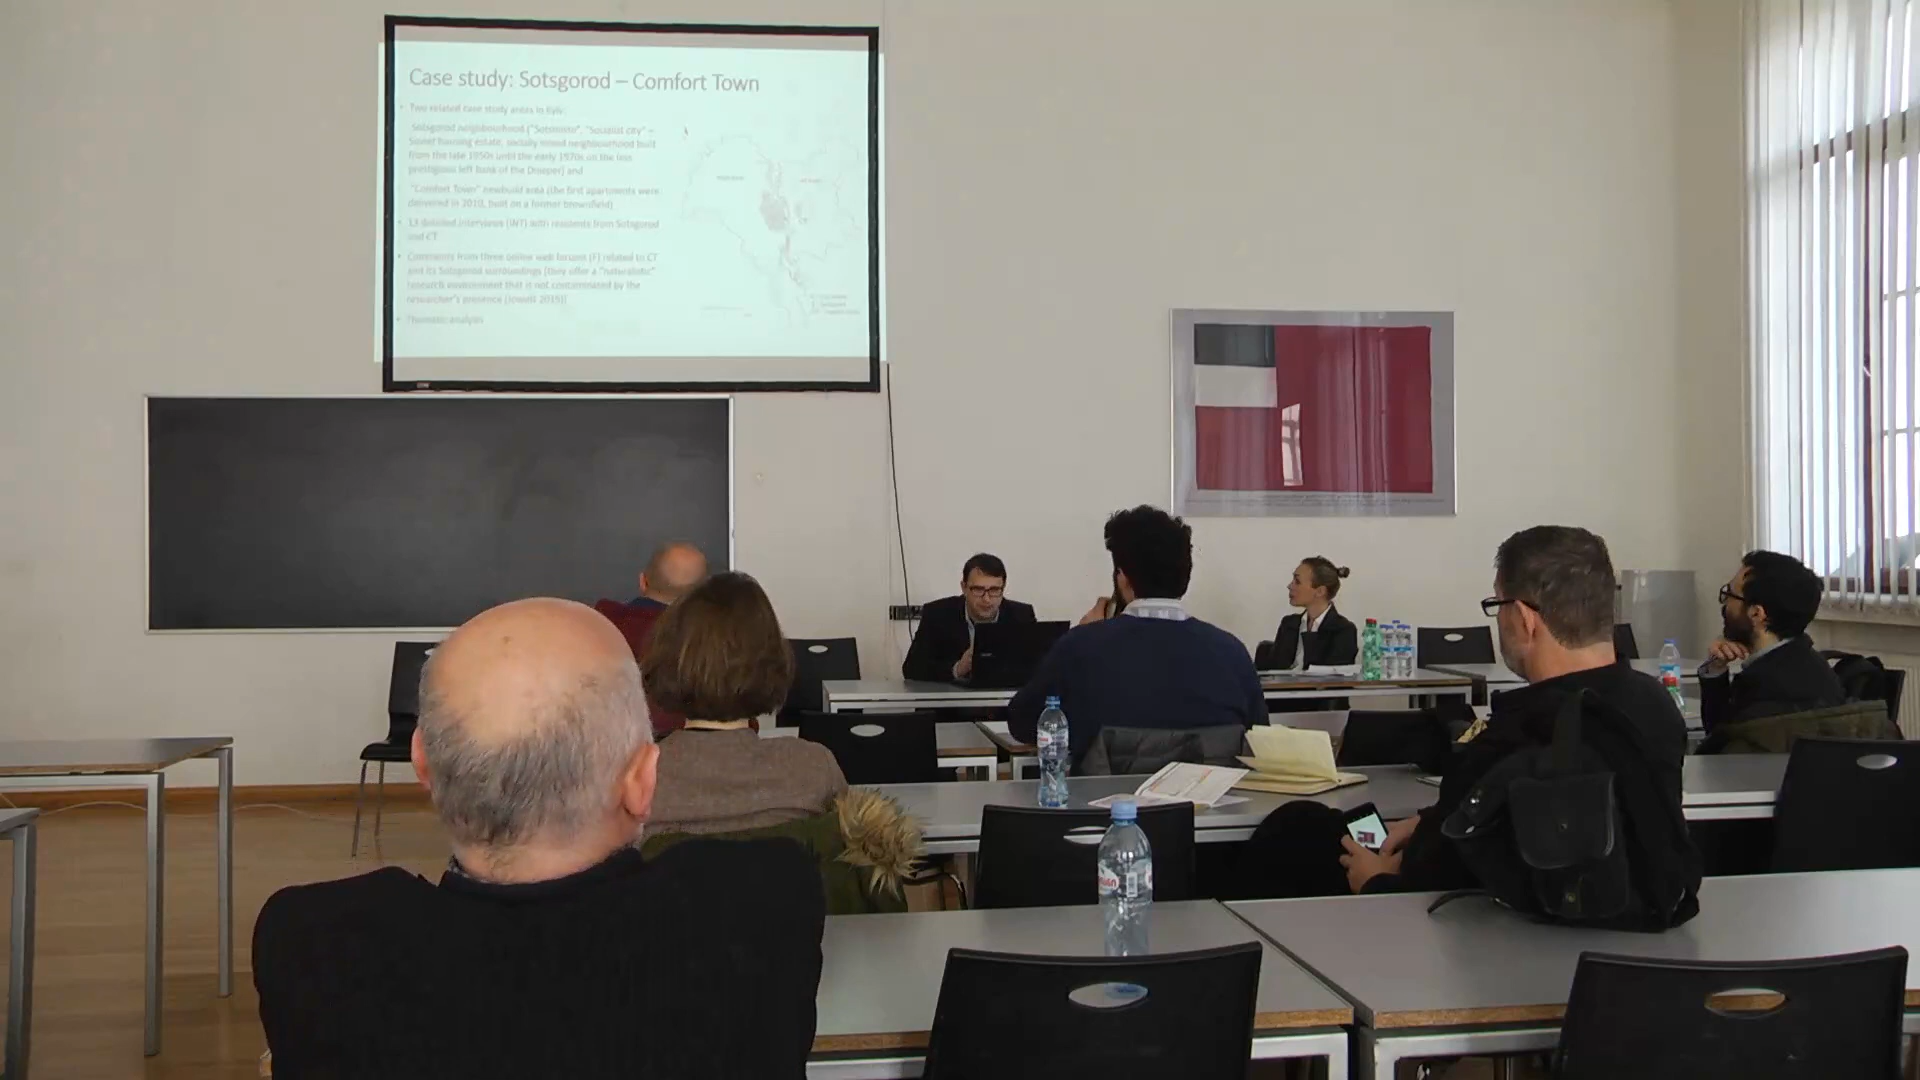 Case study: Sotsgorod – Comfort Town
• Two related case study areas in Kyiv:
Sotsgorod neighbourhood ("Sotsmisto", "Socialist city" –
Soviet housing estate, socially mixed neighbourhood built
from the late 1950s until the early 1970s on the less
prestigious left bank of the Dnieper) and
"Comfort Town" newbuild area (the first apartments were
delivered in 2010, built on a former brownfield)
• 13 detailed interviews (INT) with residents from Sotsgorod
and CT
• Comments from three online web forums (F) related to CT
and its Sotsgorod surroundings (they offer a "naturalistic"
research environment that is not contaminated by the
researcher's presence (Jowett 2015))
• Thematic analysis